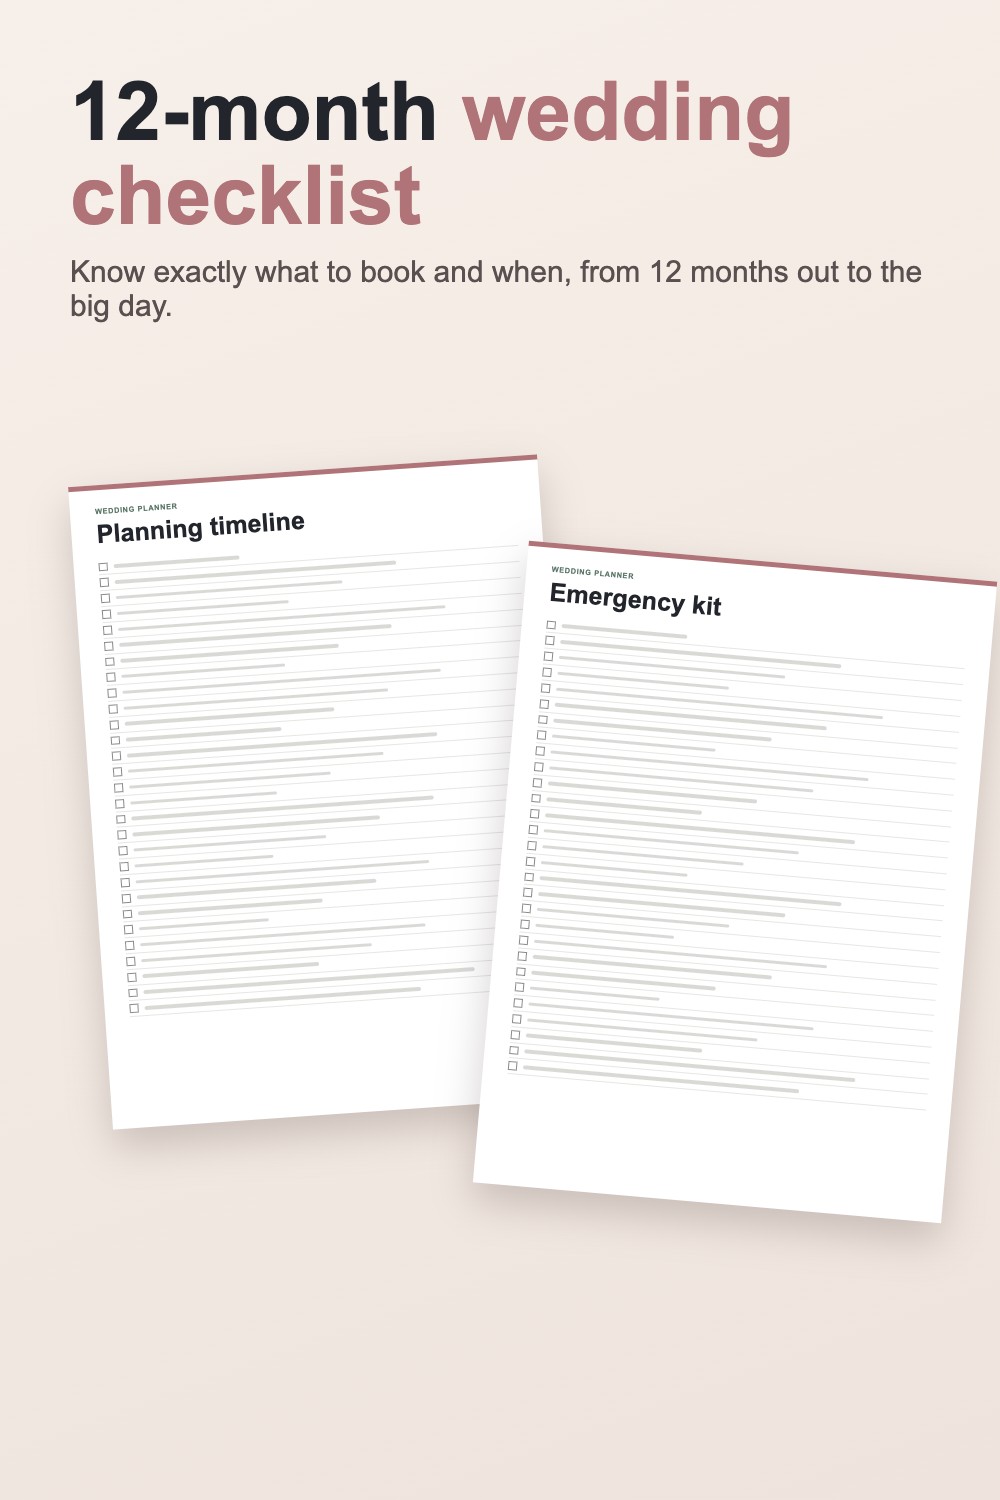 12-month wedding
checklist
Know exactly what to book and when, from 12 months out to the
big day.
WEDDING PLANNER
Planning timeline
WEDDING PLANNER
Emergency kit